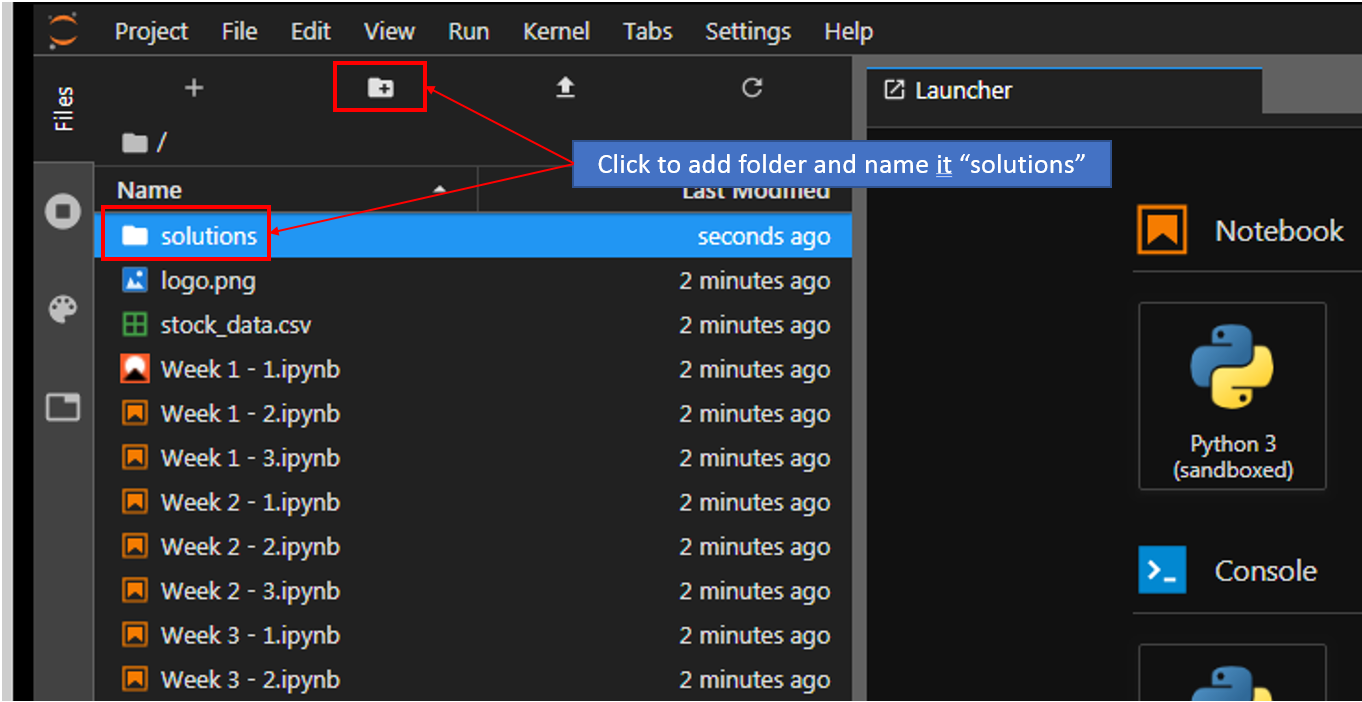 Project File Edit View Run Kernel Tabs Settings Help
Files
/
Launcher
Click to add folder and name it “solutions”
Name Last Modified
solutions seconds ago
logo.png 2 minutes ago
stock_data.csv 2 minutes ago
Week 1 - 1.ipynb 2 minutes ago
Week 1 - 2.ipynb 2 minutes ago
Week 1 - 3.ipynb 2 minutes ago
Week 2 - 1.ipynb 2 minutes ago
Week 2 - 2.ipynb 2 minutes ago
Week 2 - 3.ipynb 2 minutes ago
Week 3 - 1.ipynb 2 minutes ago
Week 3 - 2.ipynb 2 minutes ago
Notebook
Python 3
(sandboxed)
Console